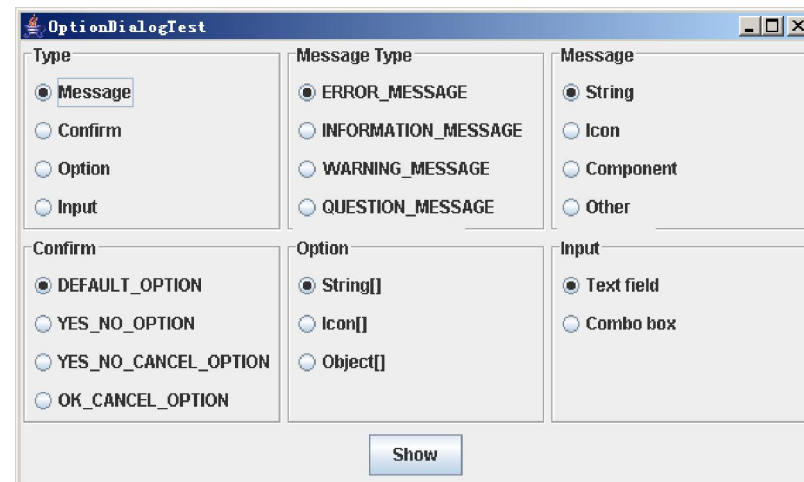 OptionDialogTest
Type
Message
Confirm
Option
Input
Message Type
ERROR_MESSAGE
INFORMATION_MESSAGE
WARNING_MESSAGE
QUESTION_MESSAGE
Message
String
Icon
Component
Other
Confirm
DEFAULT_OPTION
YES_NO_OPTION
YES_NO_CANCEL_OPTION
OK_CANCEL_OPTION
Option
String[]
Icon[]
Object[]
Input
Text field
Combo box
Show